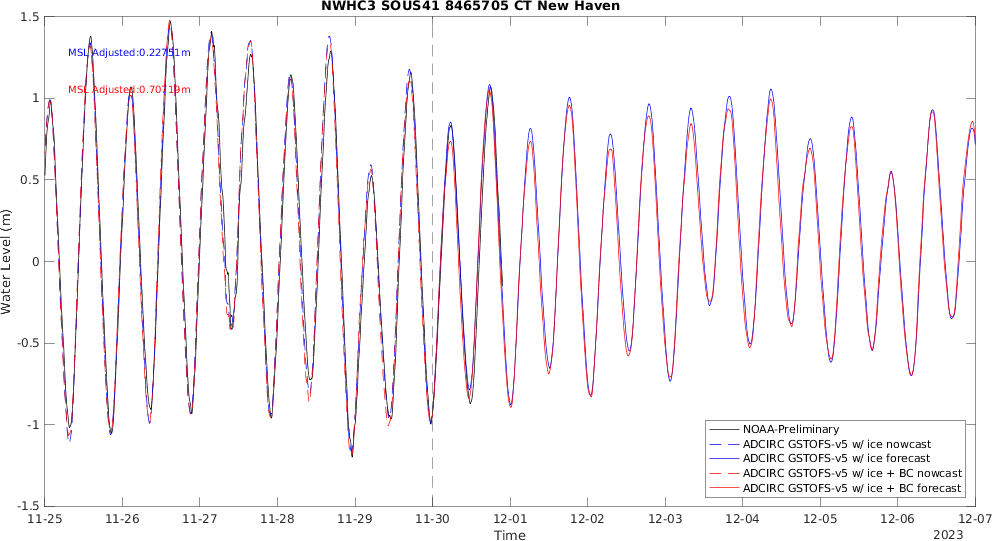 NWHC3 SOUS41 8465705 CT New Haven
1.5
1
0.5
0
-0.5
-1
-1.5
Water Level (m)
MSL Adjusted:0.22751m
MSL Adjusted:0.70719m
NOAA-Preliminary
ADCIRC GSTOFS-v5 w/ ice nowcast
ADCIRC GSTOFS-v5 w/ ice forecast
ADCIRC GSTOFS-v5 w/ ice + BC nowcast
ADCIRC GSTOFS-v5 w/ ice + BC forecast
11-25 11-26 11-27 11-28 11-29 11-30 12-01 12-02 12-03 12-04 12-05 12-06 12-07
Time
2023